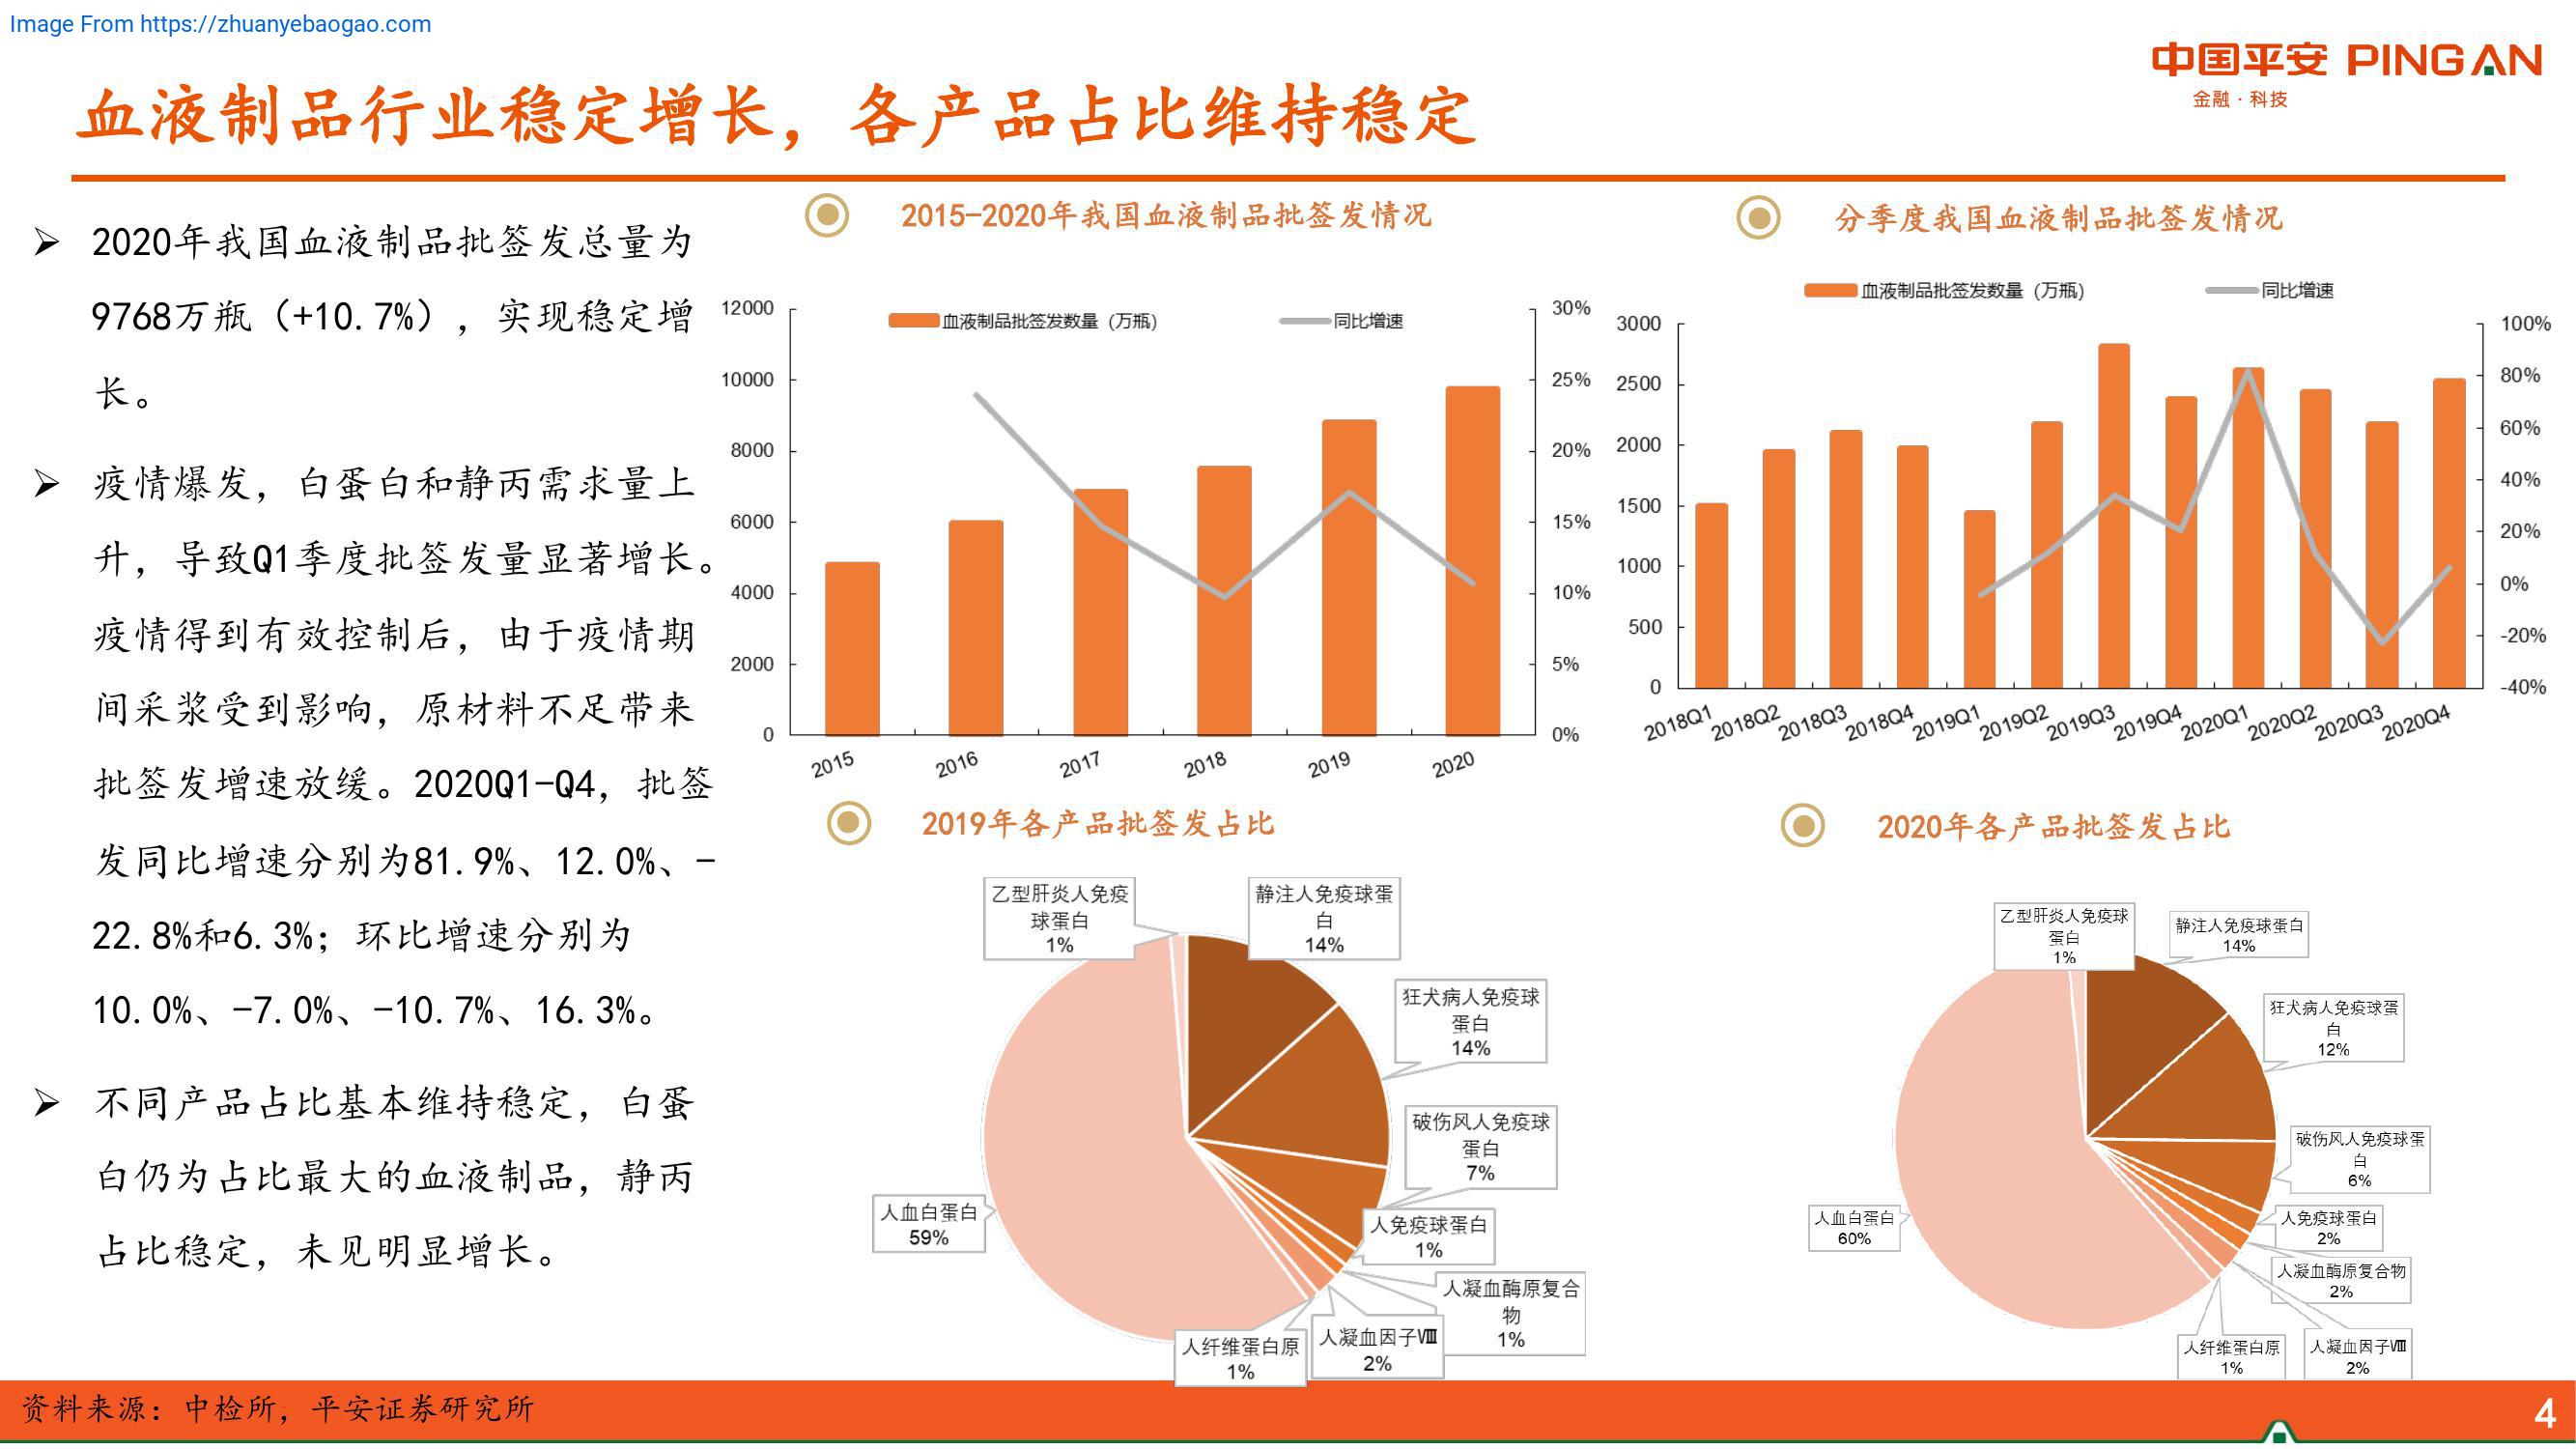 Image From https://zhuanyebaogao.com
中国平安 PING AN
金融·科技
血液制品行业稳定增长，各产品占比维持稳定
➢ 2020年我国血液制品批签发总量为
9768万瓶（+10.7%），实现稳定增
长。
➢ 疫情爆发，白蛋白和静丙需求量上
升，导致Q1季度批签发量显著增长。
疫情得到有效控制后，由于疫情期
间采浆受到影响，原材料不足带来
批签发增速放缓。2020Q1-Q4，批签
发同比增速分别为81.9%、12.0%、-
22.8%和6.3%；环比增速分别为
10.0%、-7.0%、-10.7%、16.3%。
➢ 不同产品占比基本维持稳定，白蛋
白仍为占比最大的血液制品，静丙
占比稳定，未见明显增长。
2015-2020年我国血液制品批签发情况
血液制品批签发数量（万瓶）
同比增速
12000
10000
8000
6000
4000
2000
0
30%
25%
20%
15%
10%
5%
0%
2015
2016
2017
2018
2019
2020
分季度我国血液制品批签发情况
血液制品批签发数量（万瓶）
同比增速
3000
2500
2000
1500
1000
500
0
100%
80%
60%
40%
20%
0%
-20%
-40%
2018Q1
2018Q2
2018Q3
2018Q4
2019Q1
2019Q2
2019Q3
2019Q4
2020Q1
2020Q2
2020Q3
2020Q4
2019年各产品批签发占比
乙型肝炎人免疫
球蛋白
1%
静注人免疫球蛋
白
14%
狂犬病人免疫球
蛋白
14%
破伤风人免疫球
蛋白
7%
人免疫球蛋白
1%
人凝血酶原复合
物
1%
人凝血因子Ⅷ
2%
人纤维蛋白原
1%
人血白蛋白
59%
2020年各产品批签发占比
乙型肝炎人免疫球
蛋白
1%
静注人免疫球蛋白
14%
狂犬病人免疫球蛋
白
12%
破伤风人免疫球蛋
白
6%
人免疫球蛋白
2%
人凝血酶原复合物
2%
人凝血因子Ⅷ
2%
人纤维蛋白原
1%
人血白蛋白
60%
资料来源：中检所，平安证券研究所
4